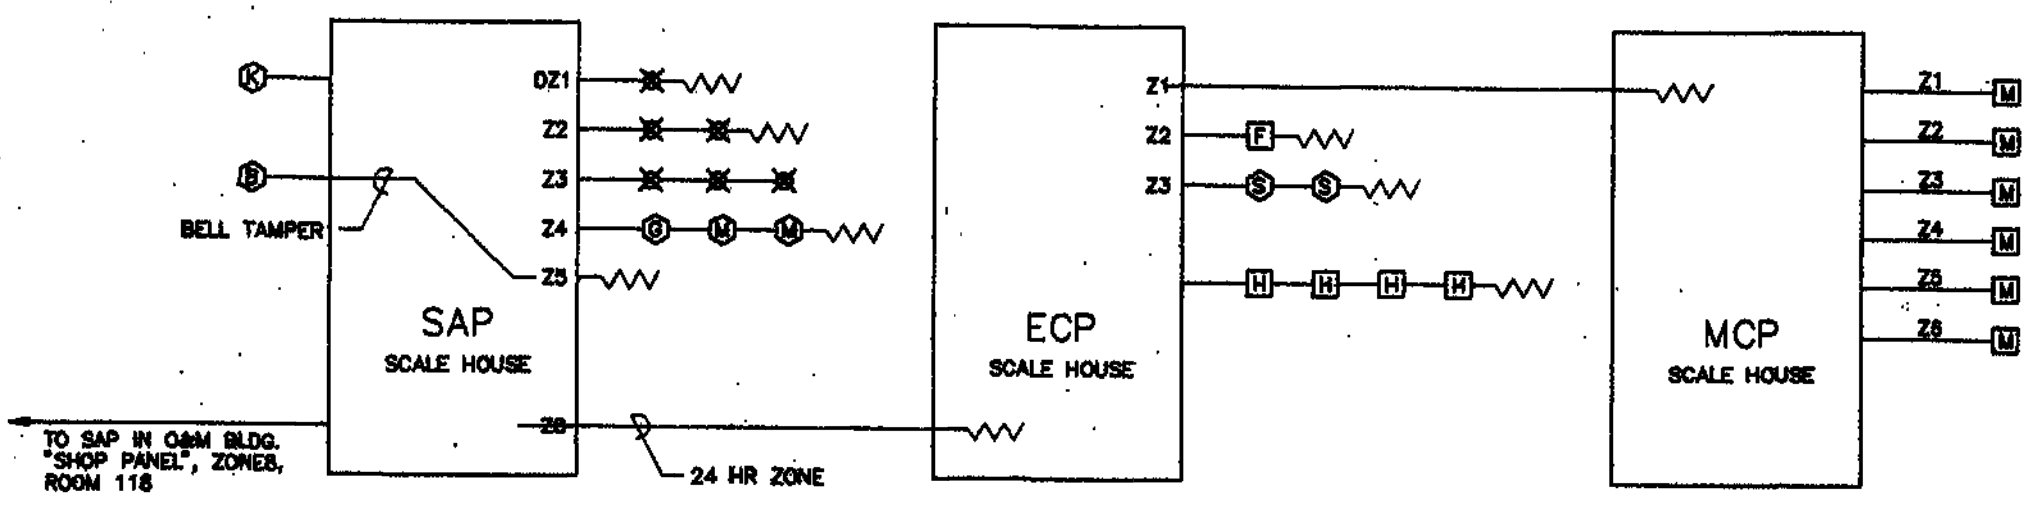 K
DZ1
Z2
Z3
B
BELL TAMPER
Z4 G M M
Z5
SAP
SCALE HOUSE
Z6
TO SAP IN O&M BLDG.
"SHOP PANEL", ZONE8,
ROOM 118
24 HR ZONE
Z1
Z2 F
Z3 S S
H H H H
ECP
SCALE HOUSE
MCP
SCALE HOUSE
Z1 M
Z2 M
Z3 M
Z4 M
Z5 M
Z6 M